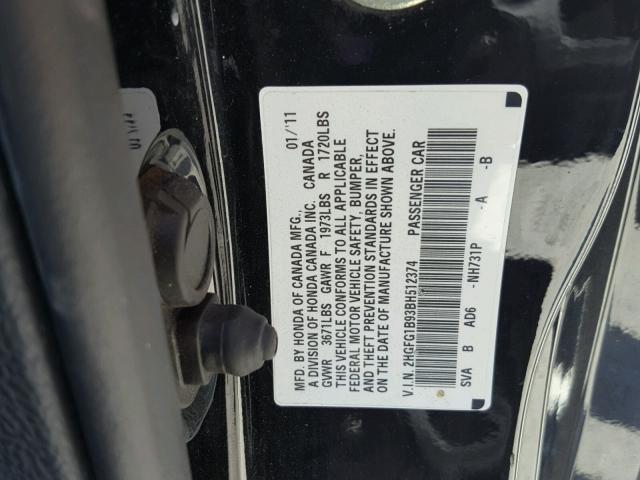 MFD. BY HONDA OF CANADA MFG., 01/'11
A DIVISION OF HONDA CANADA INC. CANADA
GVWR 3671LBS GAWR F 1973LBS R 1720LBS
THIS VEHICLE CONFORMS TO ALL APPLICABLE
FEDERAL MOTOR VEHICLE SAFETY, BUMPER,
AND THEFT PREVENTION STANDARDS IN EFFECT
ON THE DATE OF MANUFACTURE SHOWN ABOVE.
V.I.N. 2HGFG1B93BH512374 PASSENGER CAR
SVA B AD6 -NH731P -A -B